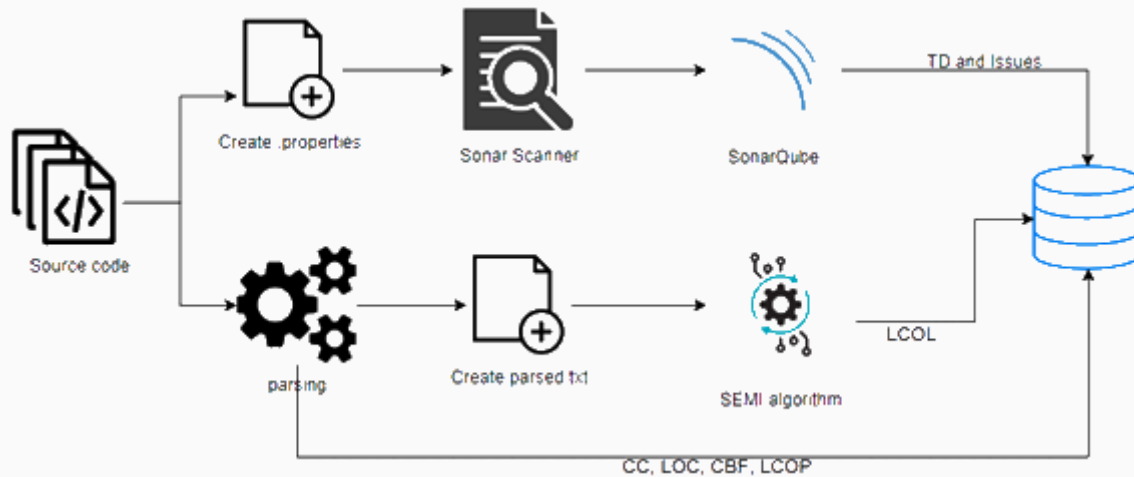 TD and Issues
Create .properties
Sonar Scanner
SonarQube
Source code
LCOL
parsing
Create parsed txt
SEMI algorithm
CC, LOC, CBF, LCOP